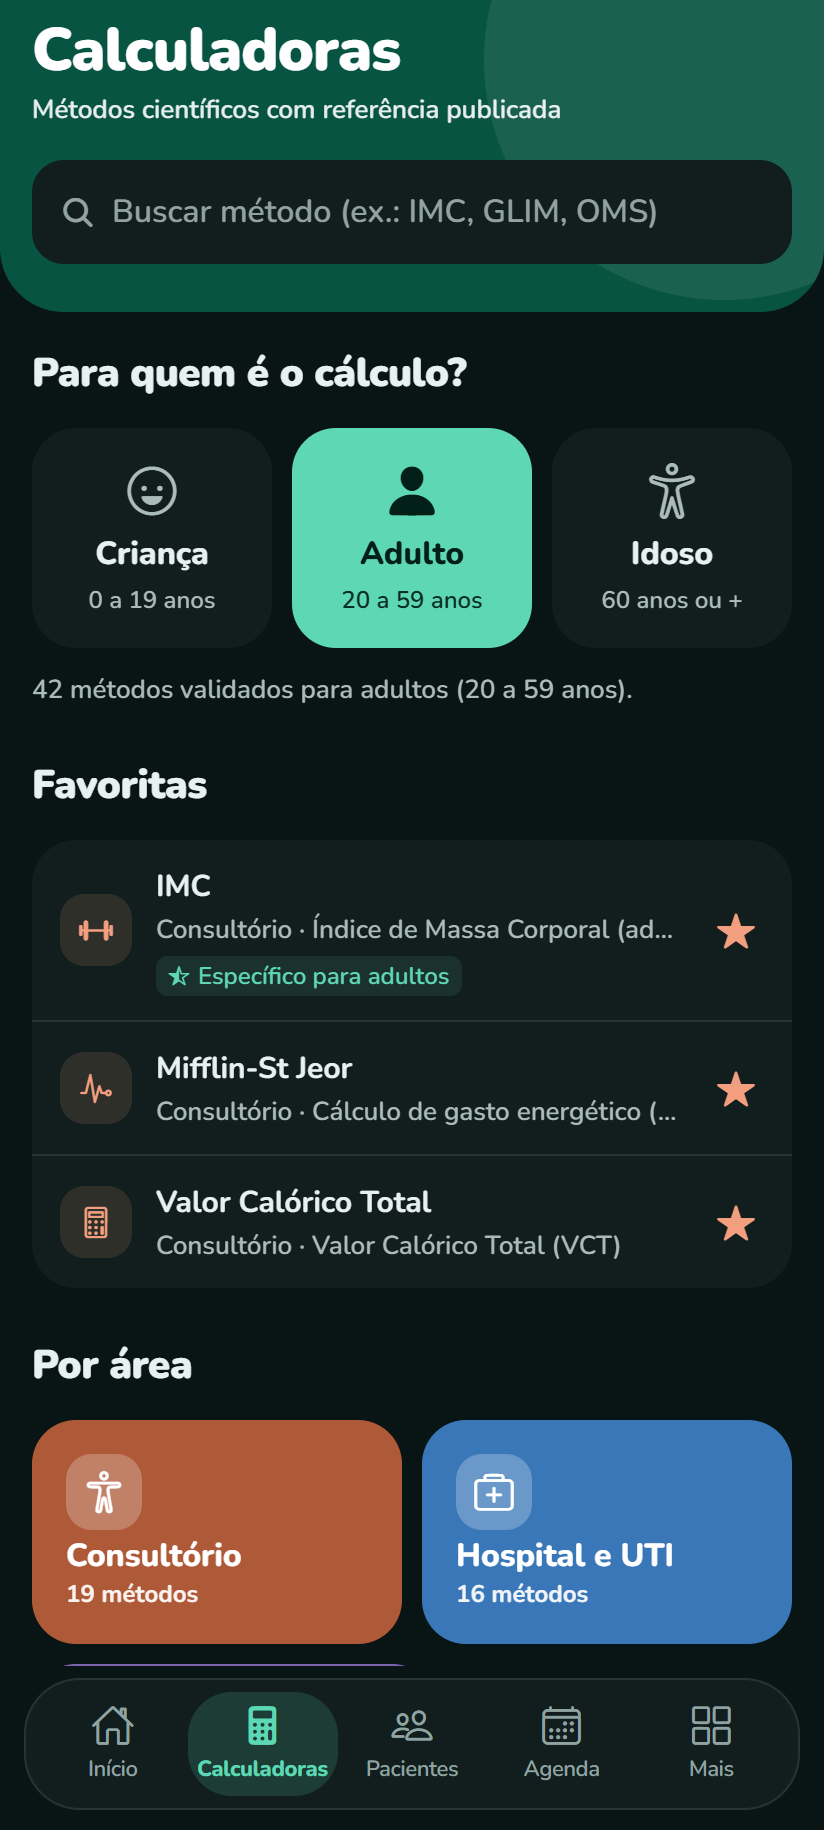 Calculadoras
Métodos científicos com referência publicada
Buscar método (ex.: IMC, GLIM, OMS)
Para quem é o cálculo?
Criança
0 a 19 anos
Adulto
20 a 59 anos
Idoso
60 anos ou +
42 métodos validados para adultos (20 a 59 anos).
Favoritas
IMC
Consultório · Índice de Massa Corporal (ad...
Específico para adultos
Mifflin-St Jeor
Consultório · Cálculo de gasto energético (...
Valor Calórico Total
Consultório · Valor Calórico Total (VCT)
Por área
Consultório
19 métodos
Hospital e UTI
16 métodos
Início
Calculadoras
Pacientes
Agenda
Mais